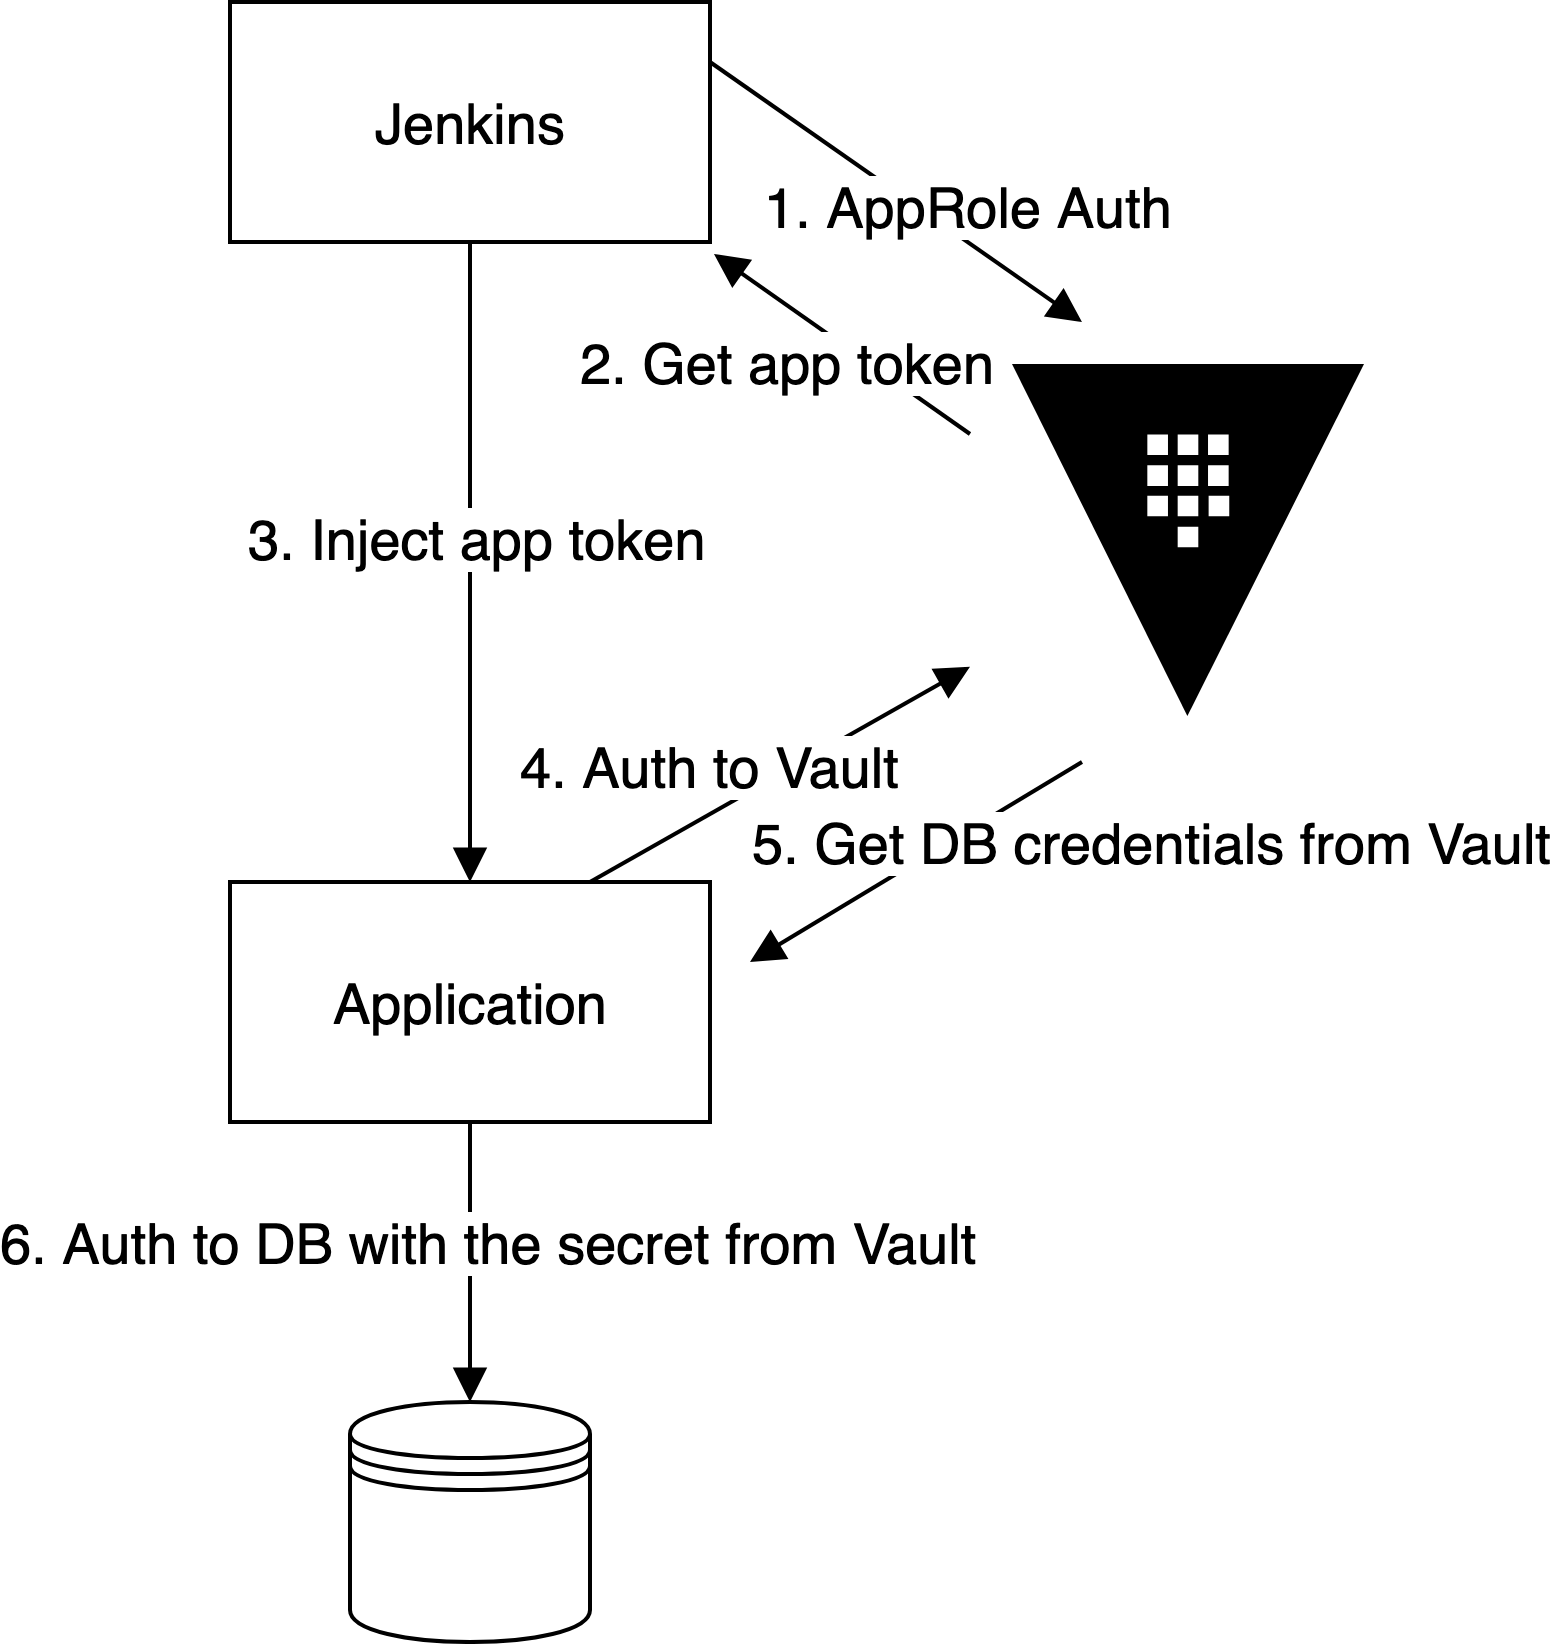 Jenkins
1. AppRole Auth
2. Get app token
3. Inject app token
4. Auth to Vault
5. Get DB credentials from Vault
Application
6. Auth to DB with the secret from Vault